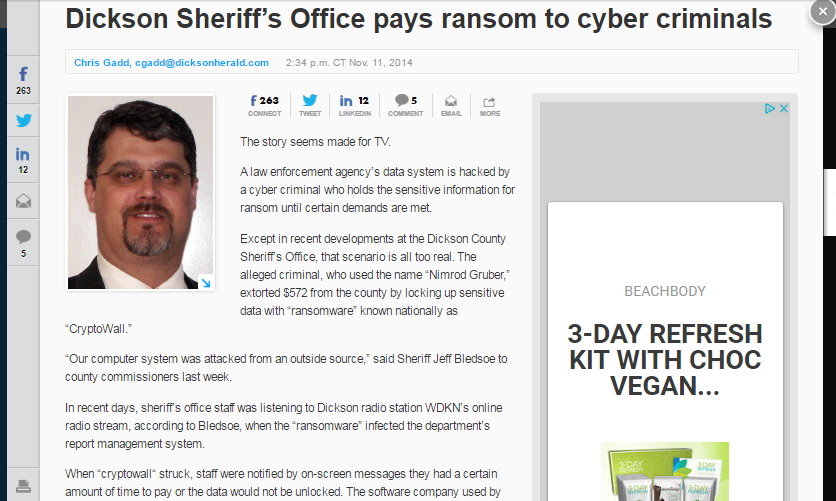 Dickson Sheriff’s Office pays ransom to cyber criminals
Chris Gadd, cgadd@dicksonherald.com 2:34 p.m. CT Nov. 11, 2014
263
12
5
263
CONNECT
TWEET
12
LINKEDIN
5
COMMENT
EMAIL
MORE
The story seems made for TV.
A law enforcement agency’s data system is hacked by
a cyber criminal who holds the sensitive information for
ransom until certain demands are met.
Except in recent developments at the Dickson County
Sheriff’s Office, that scenario is all too real. The
alleged criminal, who used the name “Nimrod Gruber,”
extorted $572 from the county by locking up sensitive
data with “ransomware” known nationally as
“CryptoWall.”
“Our computer system was attacked from an outside source,” said Sheriff Jeff Bledsoe to
county commissioners last week.
In recent days, sheriff’s office staff was listening to Dickson radio station WDKN’s online
radio stream, according to Bledsoe, when the “ransomware” infected the department’s
report management system.
When “cryptowall“ struck, staff were notified by on-screen messages they had a certain
amount of time to pay or the data would not be unlocked. The software company used by
BEACHBODY
3-DAY REFRESH
KIT WITH CHOC
VEGAN...
3-DAY
REFRESH
3-DAY
REFRESH